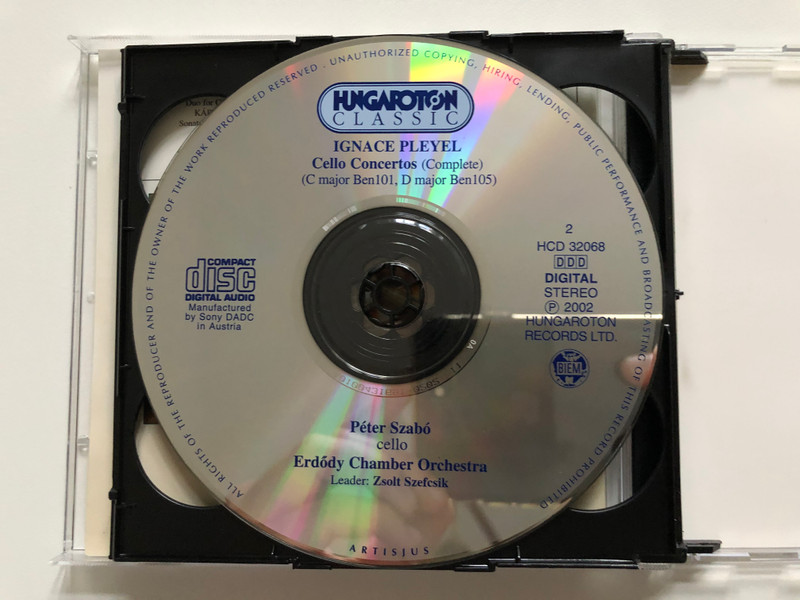 ALL RIGHTS OF THE REPRODUCER AND OF THE OWNER OF THE WORK REPRODUCED RESERVED · UNAUTHORIZED COPYING, HIRING, LENDING, PUBLIC PERFORMANCE AND BROADCASTING OF THIS RECORD PROHIBITED
HUNGAROTON
CLASSIC
IGNACE PLEYEL
Cello Concertos (Complete)
(C major Ben101, D major Ben105)
COMPACT
disc
DIGITAL AUDIO
Manufactured
by Sony DADC
in Austria
2
HCD 32068
DDD
DIGITAL
STEREO
Ⓟ 2002
HUNGAROTON
RECORDS LTD.
BIEM
Péter Szabó
cello
Erdődy Chamber Orchestra
Leader: Zsolt Szefcsik
ARTISJUS